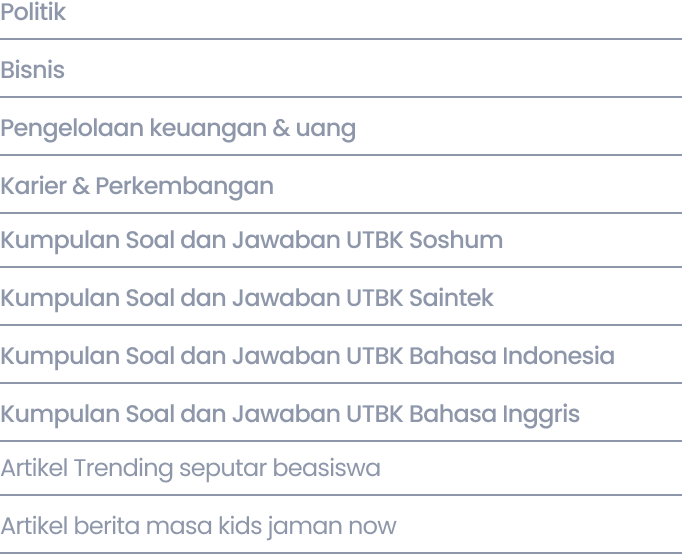 Politik
Bisnis
Pengelolaan keuangan & uang
Karier & Perkembangan
Kumpulan Soal dan Jawaban UTBK Soshum
Kumpulan Soal dan Jawaban UTBK Saintek
Kumpulan Soal dan Jawaban UTBK Bahasa Indonesia
Kumpulan Soal dan Jawaban UTBK Bahasa Inggris
Artikel Trending seputar beasiswa
Artikel berita masa kids jaman now